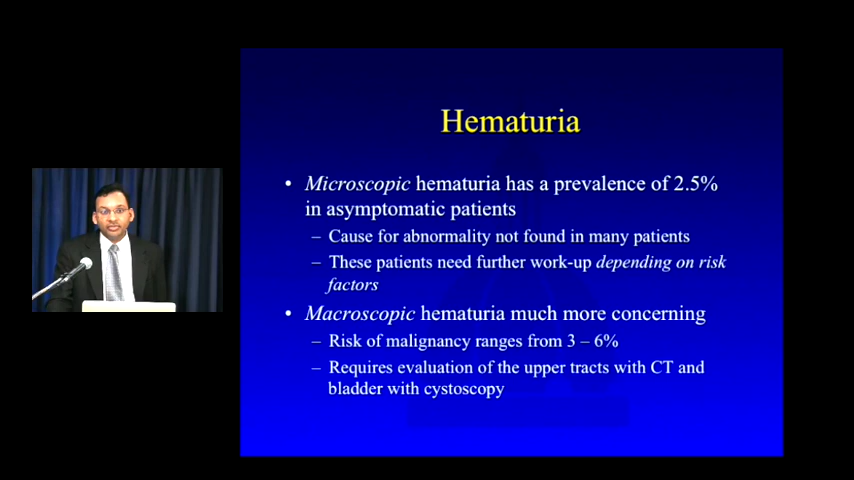 Hematuria
• Microscopic hematuria has a prevalence of 2.5%
in asymptomatic patients
– Cause for abnormality not found in many patients
– These patients need further work-up depending on risk
factors
• Macroscopic hematuria much more concerning
– Risk of malignancy ranges from 3 – 6%
– Requires evaluation of the upper tracts with CT and
bladder with cystoscopy